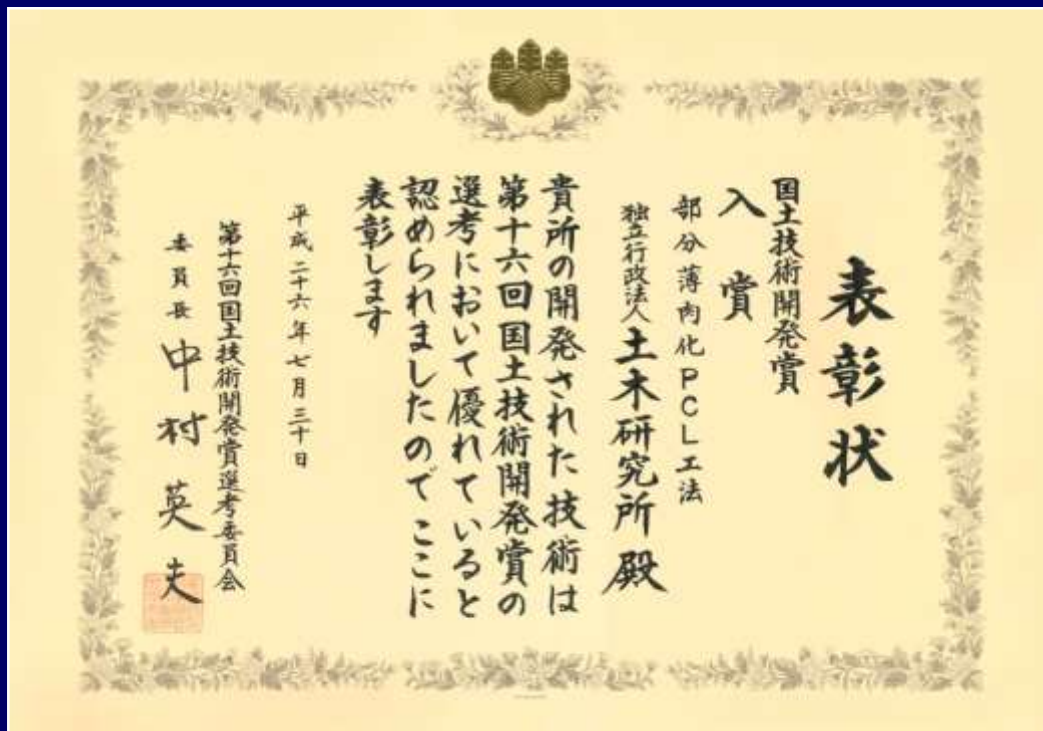 表彰状
国土技術開発賞
入賞
部分薄肉化PCL工法
独立行政法人土木研究所殿
貴所の開発された技術は
第十六回国土技術開発賞の
選考において優れていると
認められましたのでここに
表彰します
平成二十六年七月三十日
第十六回国土技術開発賞選考委員会
委員長中村英夫